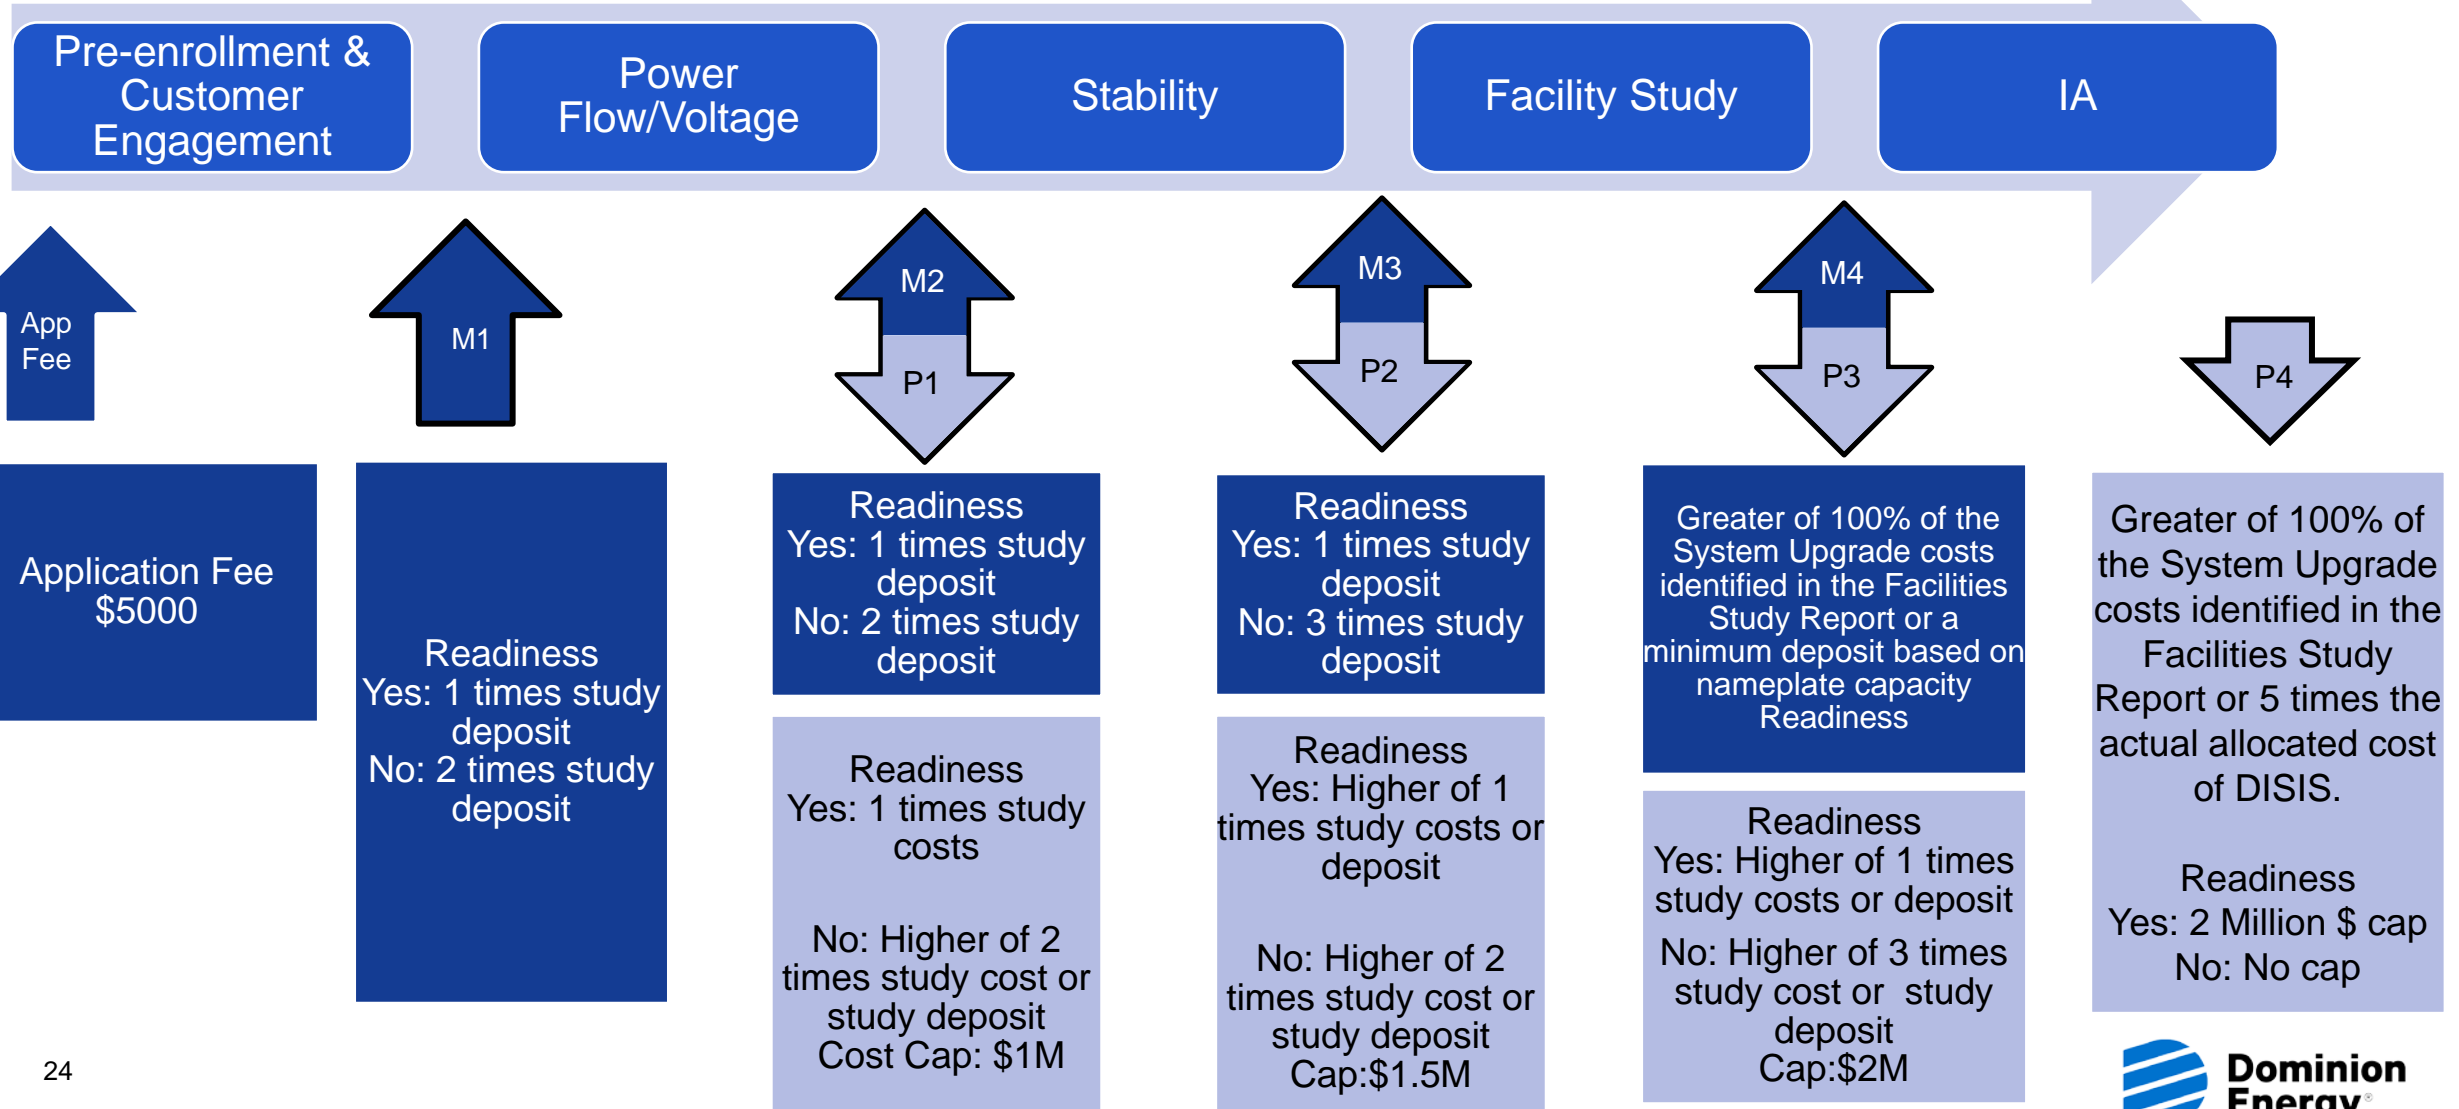 Pre-enrollment &
Customer
Engagement
Power
Flow/Voltage
Stability
Facility Study
IA
App
Fee
M1
M2
P1
M3
P2
M4
P3
P4
Application Fee
$5000
Readiness
Yes: 1 times study
deposit
No: 2 times study
deposit
Readiness
Yes: 1 times study
deposit
No: 2 times study
deposit
Readiness
Yes: 1 times study
costs
No: Higher of 2
times study cost or
study deposit
Cost Cap: $1M
Readiness
Yes: 1 times study
deposit
No: 3 times study
deposit
Readiness
Yes: Higher of 1
times study costs or
deposit
No: Higher of 2
times study cost or
study deposit
Cap:$1.5M
Greater of 100% of the
System Upgrade costs
identified in the Facilities
Study Report or a
minimum deposit based on
nameplate capacity
Readiness
Readiness
Yes: Higher of 1 times
study costs or deposit
No: Higher of 3 times
study cost or study
deposit
Cap:$2M
Greater of 100% of
the System Upgrade
costs identified in the
Facilities Study
Report or 5 times the
actual allocated cost
of DISIS.
Readiness
Yes: 2 Million $ cap
No: No cap
24
Dominion
Energy®